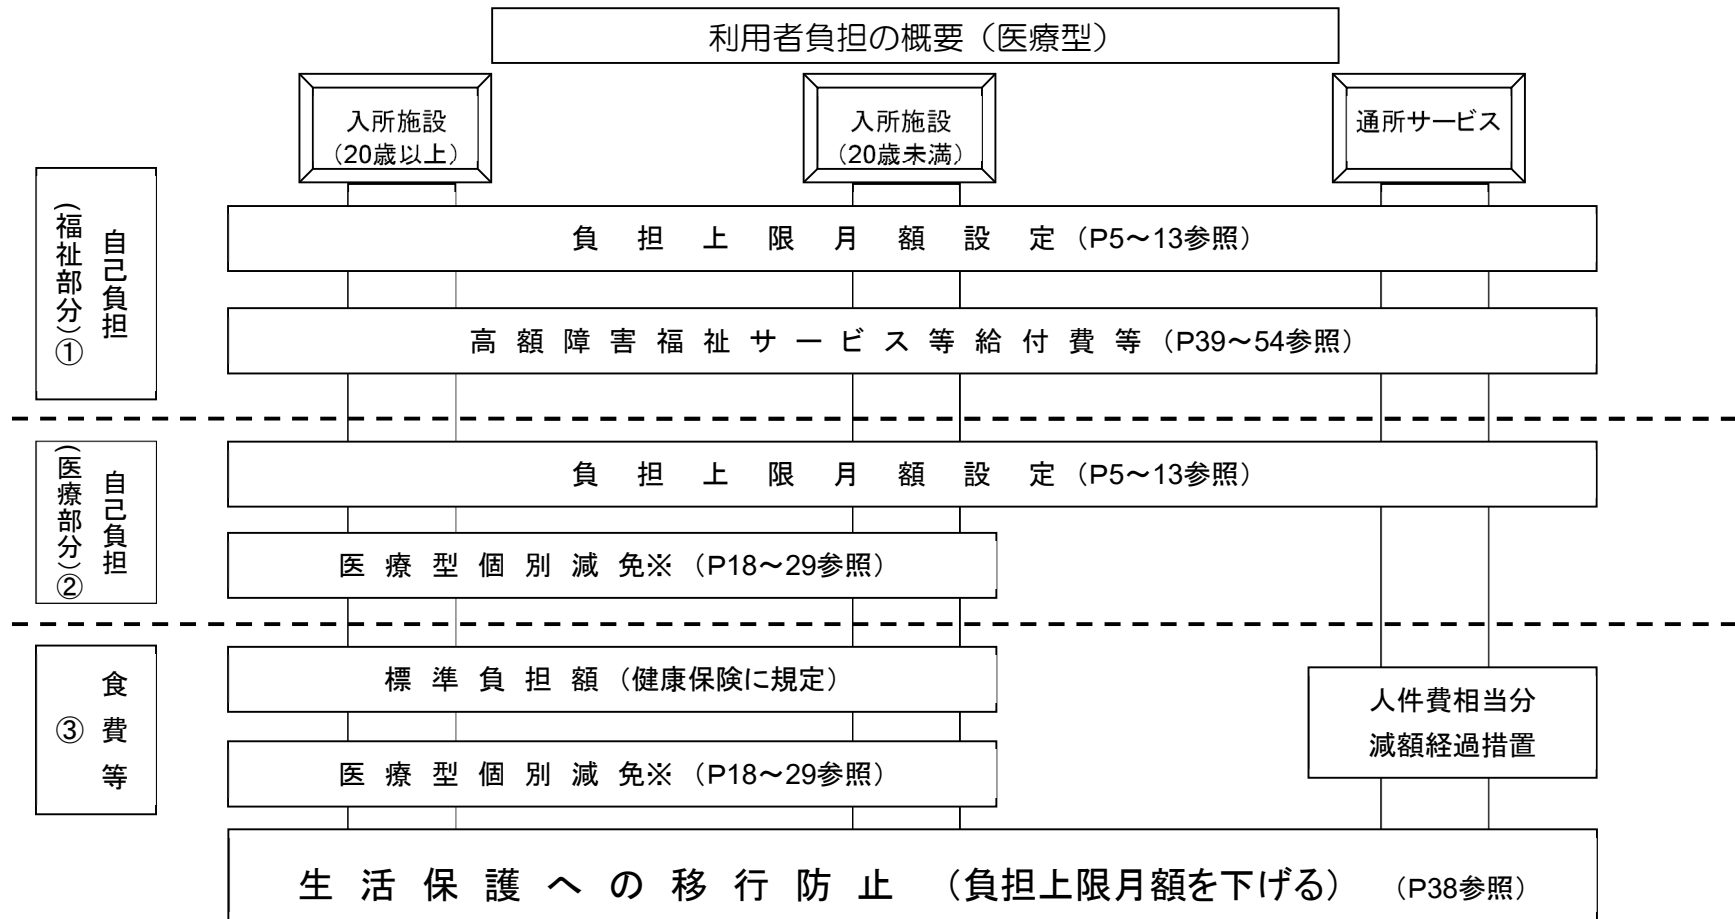 利用者負担の概要（医療型）
入所施設
（20歳以上）
入所施設
（20歳未満）
通所サービス
自己負担
（福祉部分）①
負担上限月額設定（P5～13参照）
高額障害福祉サービス等給付費等（P39～54参照）
自己負担
（医療部分）②
負担上限月額設定（P5～13参照）
医療型個別減免※（P18～29参照）
食費等
③
標準負担額（健康保険に規定）
人件費相当分
減額経過措置
医療型個別減免※（P18～29参照）
生活保護への移行防止（負担上限月額を下げる）（P38参照）